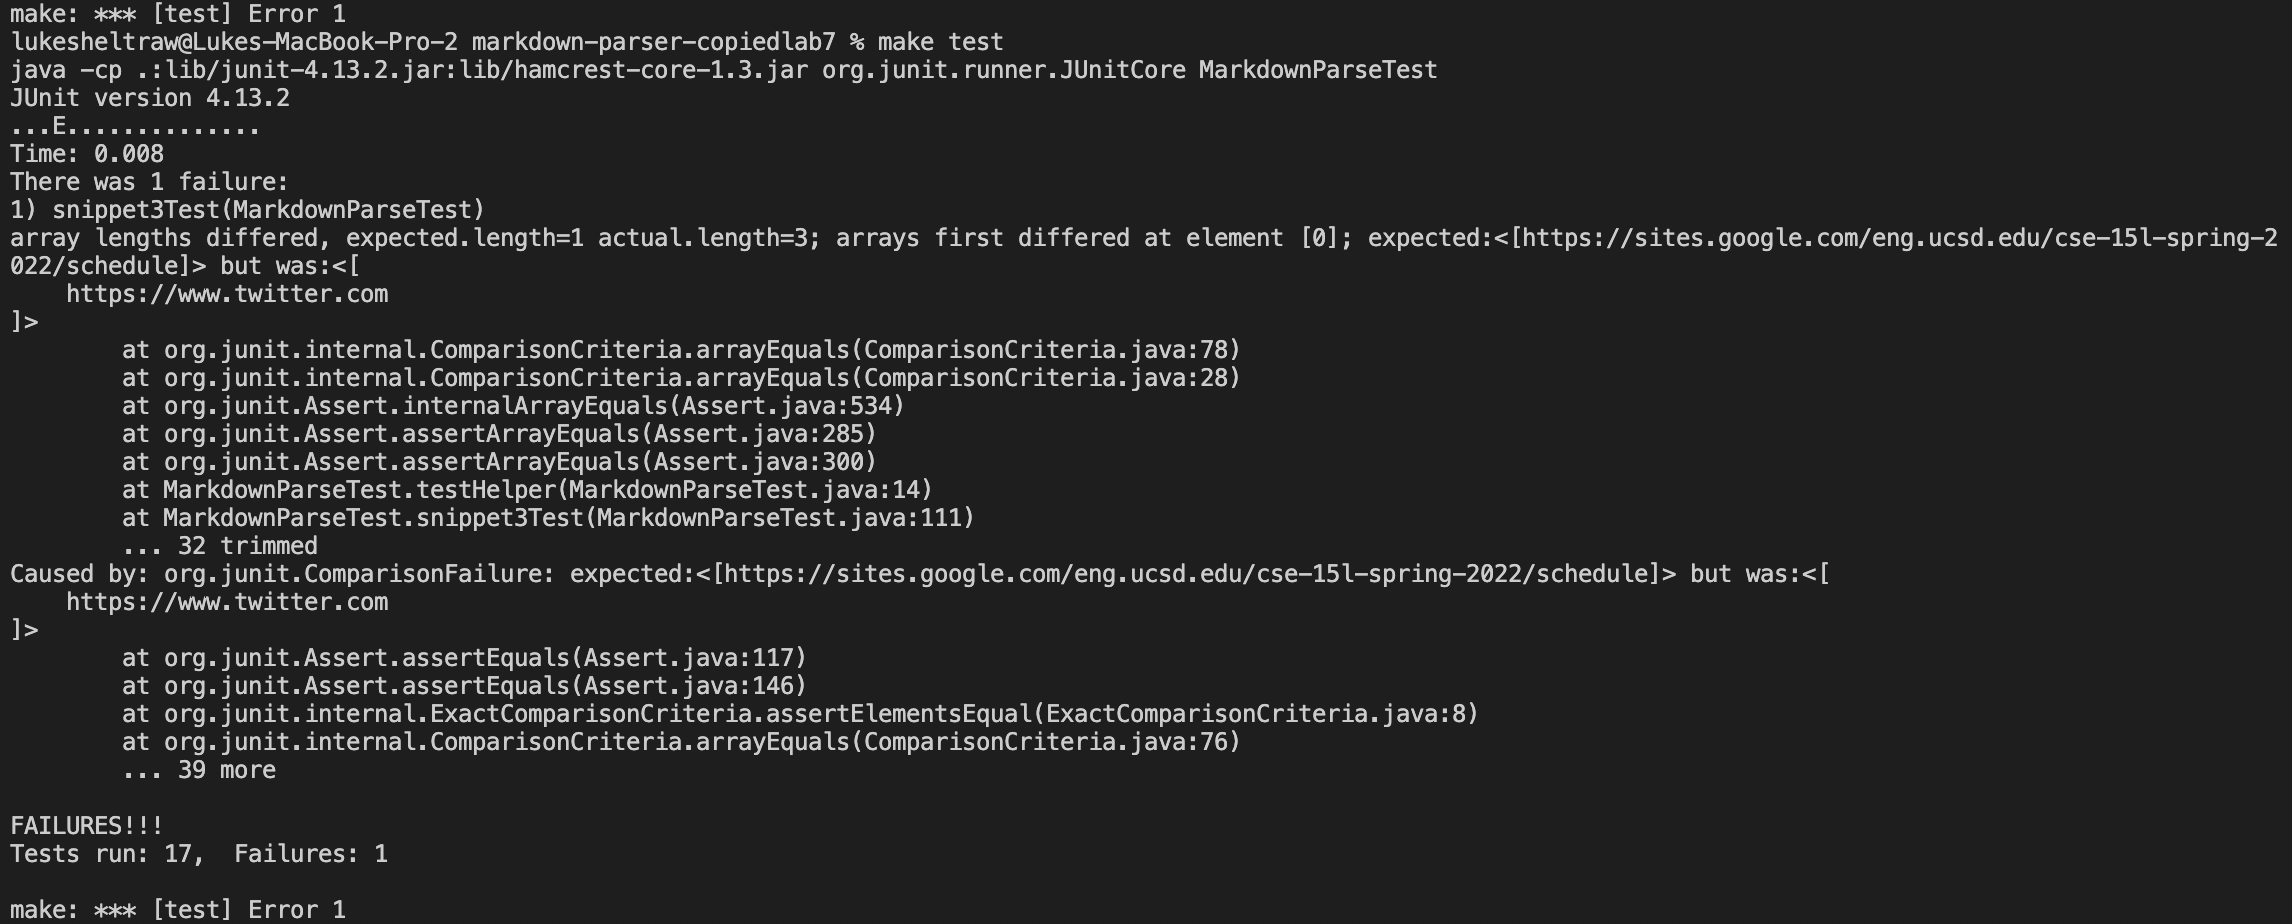 make: *** [test] Error 1
lukesheltraw@Lukes-MacBook-Pro-2 markdown-parser-copiedlab7 % make test
java -cp .:lib/junit-4.13.2.jar:lib/hamcrest-core-1.3.jar org.junit.runner.JUnitCore MarkdownParseTest
JUnit version 4.13.2
...E..............
Time: 0.008
There was 1 failure:
1) snippet3Test(MarkdownParseTest)
array lengths differed, expected.length=1 actual.length=3; arrays first differed at element [0]; expected:<[https://sites.google.com/eng.ucsd.edu/cse-15l-spring-2
022/schedule]> but was:<[
    https://www.twitter.com
]>
        at org.junit.internal.ComparisonCriteria.arrayEquals(ComparisonCriteria.java:78)
        at org.junit.internal.ComparisonCriteria.arrayEquals(ComparisonCriteria.java:28)
        at org.junit.Assert.internalArrayEquals(Assert.java:534)
        at org.junit.Assert.assertArrayEquals(Assert.java:285)
        at org.junit.Assert.assertArrayEquals(Assert.java:300)
        at MarkdownParseTest.testHelper(MarkdownParseTest.java:14)
        at MarkdownParseTest.snippet3Test(MarkdownParseTest.java:111)
        ... 32 trimmed
Caused by: org.junit.ComparisonFailure: expected:<[https://sites.google.com/eng.ucsd.edu/cse-15l-spring-2022/schedule]> but was:<[
    https://www.twitter.com
]>
        at org.junit.Assert.assertEquals(Assert.java:117)
        at org.junit.Assert.assertEquals(Assert.java:146)
        at org.junit.internal.ExactComparisonCriteria.assertElementsEqual(ExactComparisonCriteria.java:8)
        at org.junit.internal.ComparisonCriteria.arrayEquals(ComparisonCriteria.java:76)
        ... 39 more

FAILURES!!!
Tests run: 17,  Failures: 1

make: *** [test] Error 1